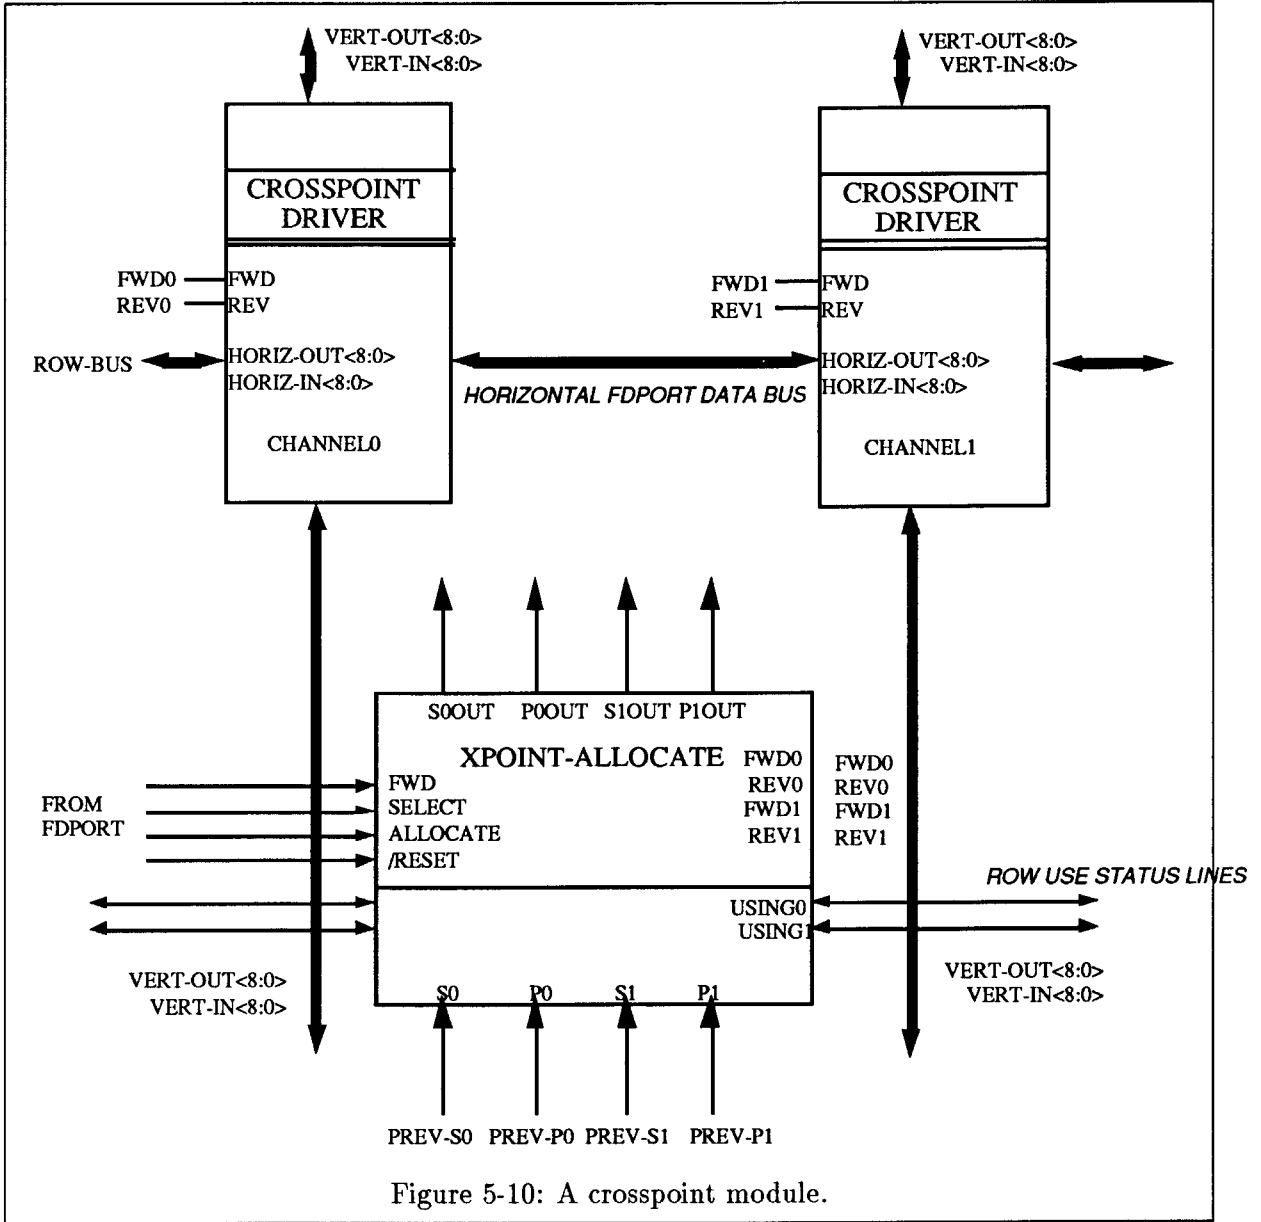 VERT-OUT<8:0>
VERT-IN<8:0>
VERT-OUT<8:0>
VERT-IN<8:0>
CROSSPOINT
DRIVER
CROSSPOINT
DRIVER
FWD0
FWD
REV0
REV
FWD1
FWD
REV1
REV
ROW-BUS
HORIZ-OUT<8:0>
HORIZ-IN<8:0>
HORIZONTAL FDPORT DATA BUS
HORIZ-OUT<8:0>
HORIZ-IN<8:0>
CHANNEL0
CHANNEL1
S0OUT P0OUT S1OUT P1OUT
XPOINT-ALLOCATE
FWD0
REV0
FWD1
REV1
FWD0
REV0
FWD1
REV1
FROM
FDPORT
FWD
SELECT
ALLOCATE
/RESET
ROW USE STATUS LINES
USING0
USING1
VERT-OUT<8:0>
VERT-IN<8:0>
VERT-OUT<8:0>
VERT-IN<8:0>
S0 P0 S1 P1
PREV-S0 PREV-P0 PREV-S1 PREV-P1
Figure 5-10: A crosspoint module.